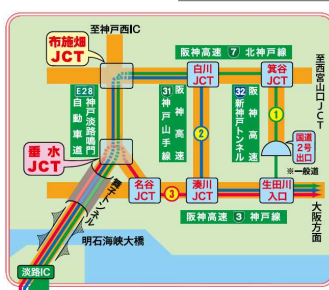 至神戸西IC
布施畑
JCT
阪神高速 7 北神戸線
白川
JCT
箕谷
JCT
至西宮山口JCT
E28
神戸淡路鳴門
自動車道
31
阪神高速
神戸山手線
32
阪神高速
新神戸トンネル
1
2
国道
2号
出口
※一般道
垂水
JCT
舞子トンネル
名谷
JCT
3
湊川
JCT
生田川
入口
大阪方面
阪神高速 3 神戸線
明石海峡大橋
淡路IC